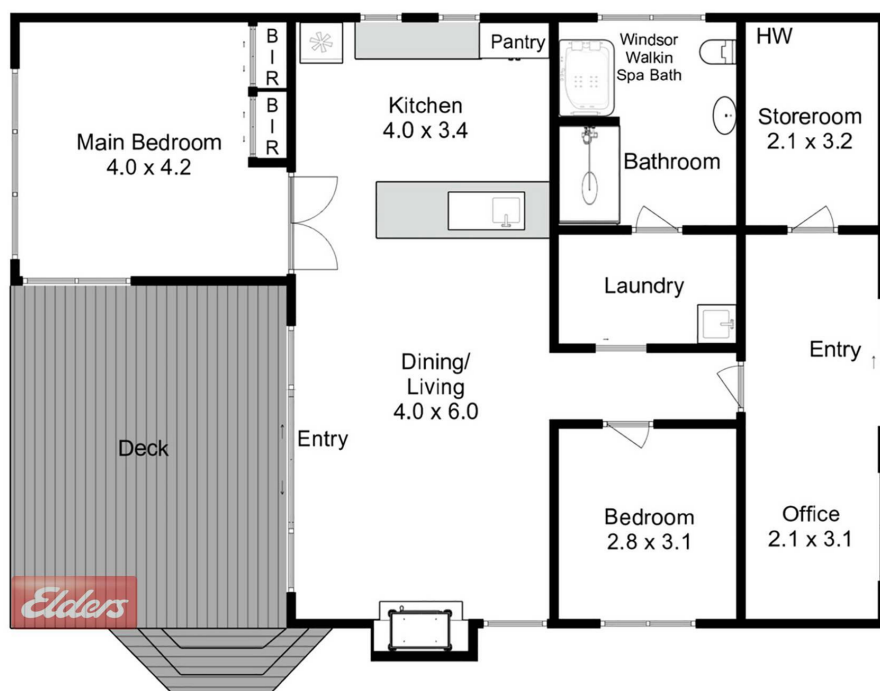 B
I
R
B
I
R
Main Bedroom
4.0 x 4.2
Pantry
Kitchen
4.0 x 3.4
Windsor
Walkin
Spa Bath
Bathroom
HW
Storeroom
2.1 x 3.2
Laundry
Entry
Dining/
Living
4.0 x 6.0
Entry
Deck
Bedroom
2.8 x 3.1
Office
2.1 x 3.1
Elders